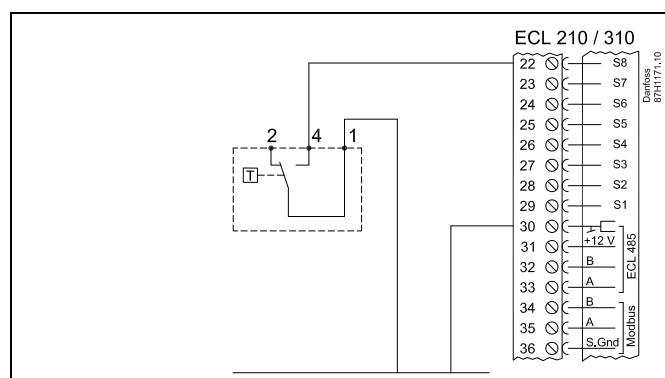 ECL 210 / 310
22 S8
23 S7
24 S6
25 S5
26 S4
27 S3
28 S2
29 S1
30
31 +12 V
32 B
33 A
34 B
35 A
36 S.Gnd
ECL 485
Modbus
Danfoss
87H1171.10
2 4 1
T